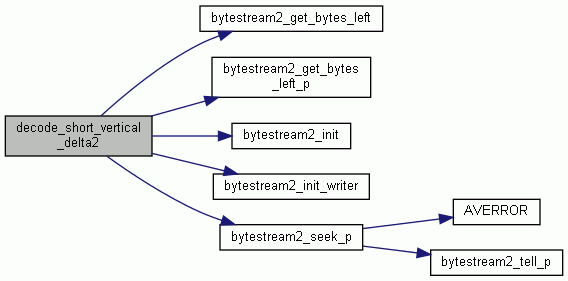 bytestream2_get_bytes_left
bytestream2_get_bytes
_left_p
decode_short_vertical
_delta2
bytestream2_init
bytestream2_init_writer
bytestream2_seek_p
AVERROR
bytestream2_tell_p